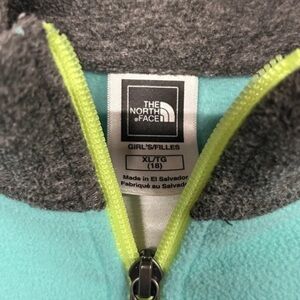 THE
NORTH
FACE
GIRL'S/FILLES
XL/TG
(18)
Made in El Salvador
Fabriqué au Salvador